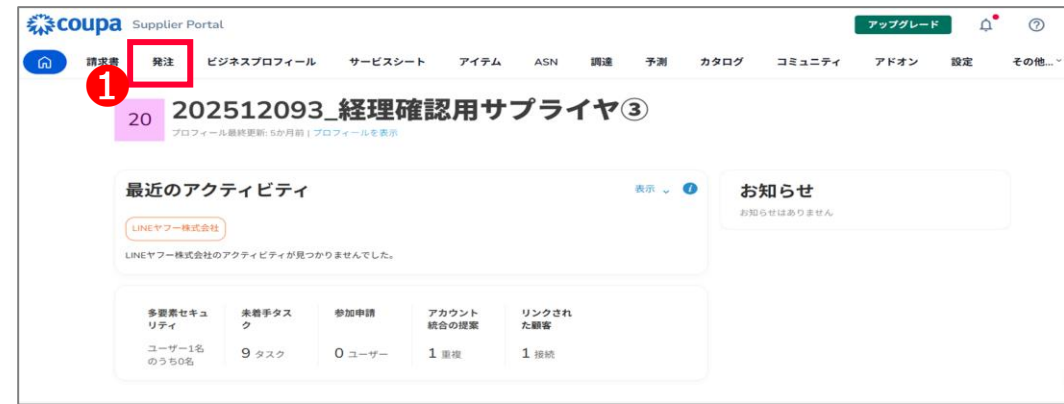 coupa Supplier Portal
アップグレード
請求書 発注 ビジネスプロフィール サービスシート アイテム ASN 調達 予測 カタログ コミュニティ アドオン 設定 その他...
1
20
202512093_経理確認用サプライヤ③
プロフィール最終更新: 5か月前 | プロフィールを表示
最近のアクティビティ
表示
お知らせ
お知らせはありません
LINEヤフー株式会社
LINEヤフー株式会社のアクティビティが見つかりませんでした。
多要素セキュ
リティ
ユーザー1名
のうち0名
未着手タス
ク
9 タスク
参加申請
0 ユーザー
アカウント
統合の提案
1 重複
リンクされ
た顧客
1 接続